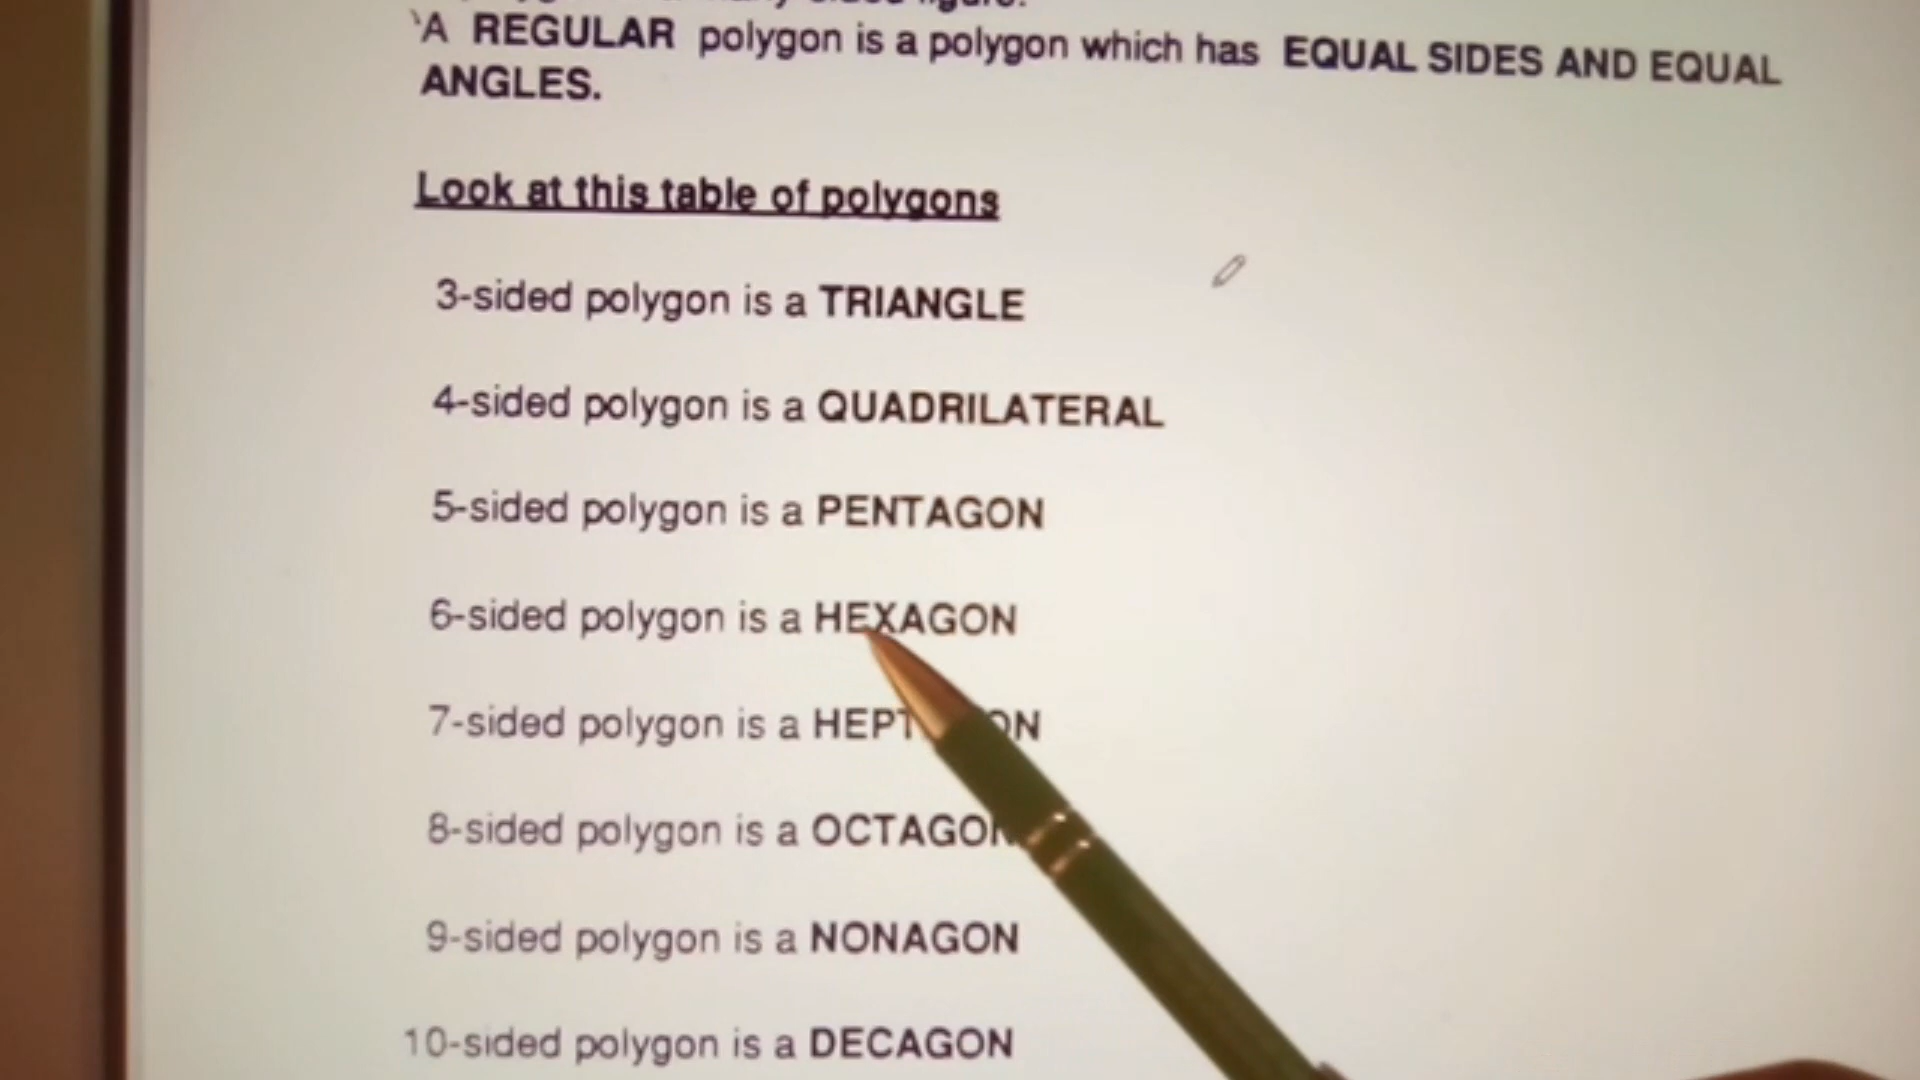 A REGULAR polygon is a polygon which has EQUAL SIDES AND EQUAL
ANGLES.
Look at this table of polygons
3-sided polygon is a TRIANGLE
4-sided polygon is a QUADRILATERAL
5-sided polygon is a PENTAGON
6-sided polygon is a HEXAGON
7-sided polygon is a
8-sided polygon is a OCTAGON
9-sided polygon is a NONAGON
10-sided polygon is a DECAGON